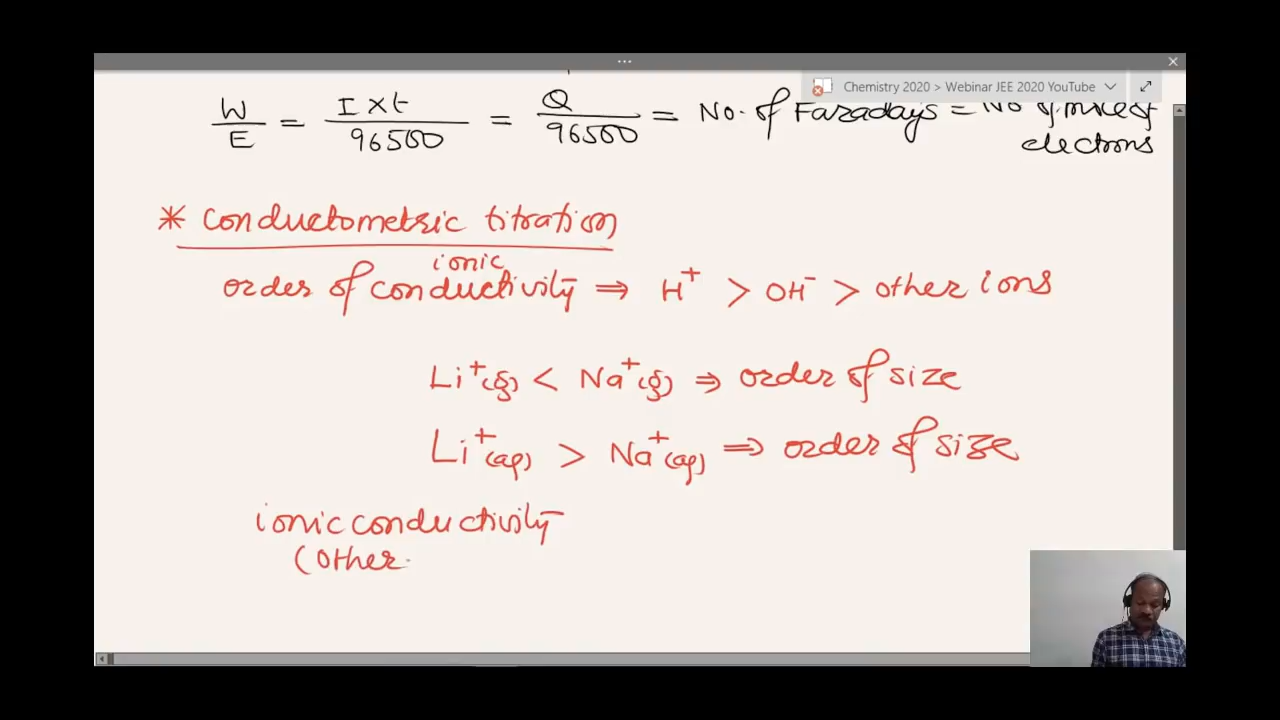 Chemistry 2020 > Webinar JEE 2020 YouTube
W/E = I×t/96500 = Q/96500 = No. of Faradays = No of mole of electrons
* Conductometric titration
order of ionic conductivity ⇒ H⁺ > OH⁻ > other ions
Li⁺(g) < Na⁺(g) ⇒ order of size
Li⁺(aq) > Na⁺(aq) ⇒ order of size
ionic conductivity
(other